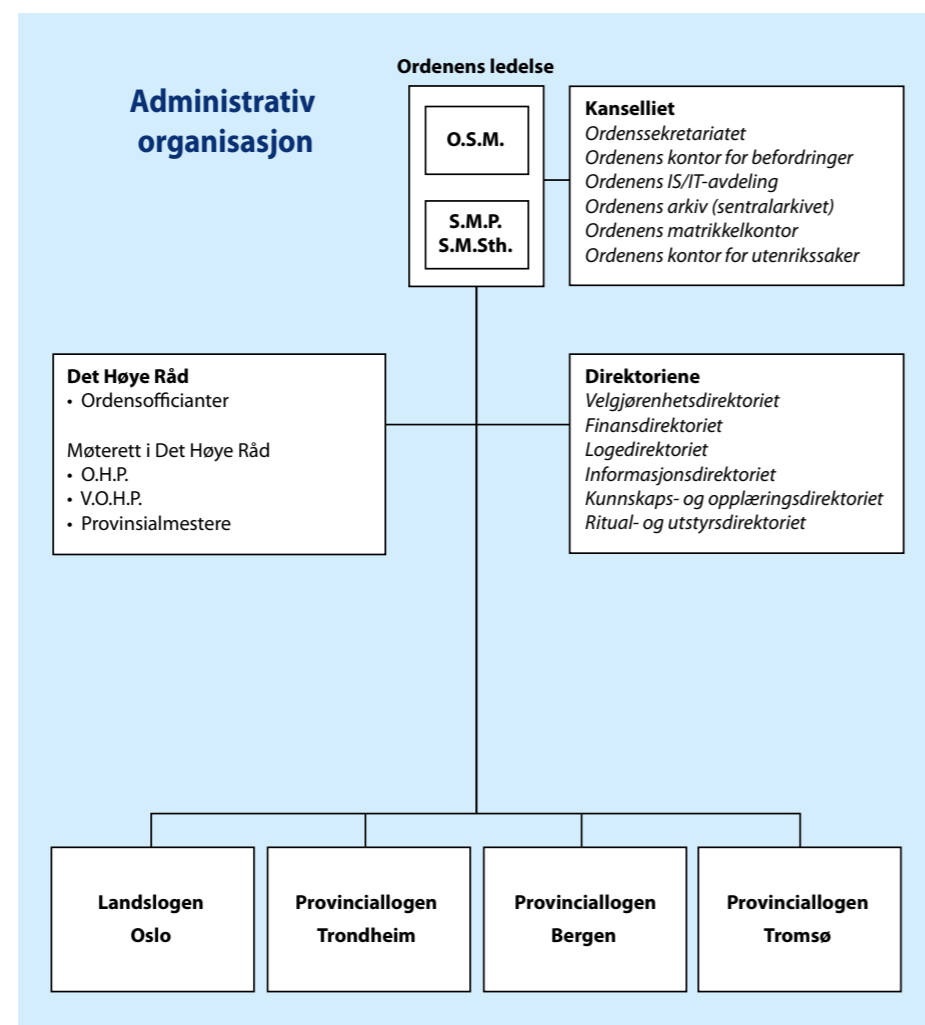 Administrativ
organisasjon
Ordenens ledelse
O.S.M.
S.M.P.
S.M.Sth.
Kanselliet
Ordenssekretariatet
Ordenens kontor for befordringer
Ordenens IS/IT-avdeling
Ordenens arkiv (sentralarkivet)
Ordenens matrikkelkontor
Ordenens kontor for utenrikssaker
Det Høye Råd
• Ordensofficianter
Møterett i Det Høye Råd
• O.H.P.
• V.O.H.P.
• Provinsialmestere
Direktoriene
Velgjørenhetsdirektoriet
Finansdirektoriet
Logedirektoriet
Informasjonsdirektoriet
Kunnskaps- og opplæringsdirektoriet
Ritual- og utstyrsdirektoriet
Landslogen
Oslo
Provinciallogen
Trondheim
Provinciallogen
Bergen
Provinciallogen
Tromsø